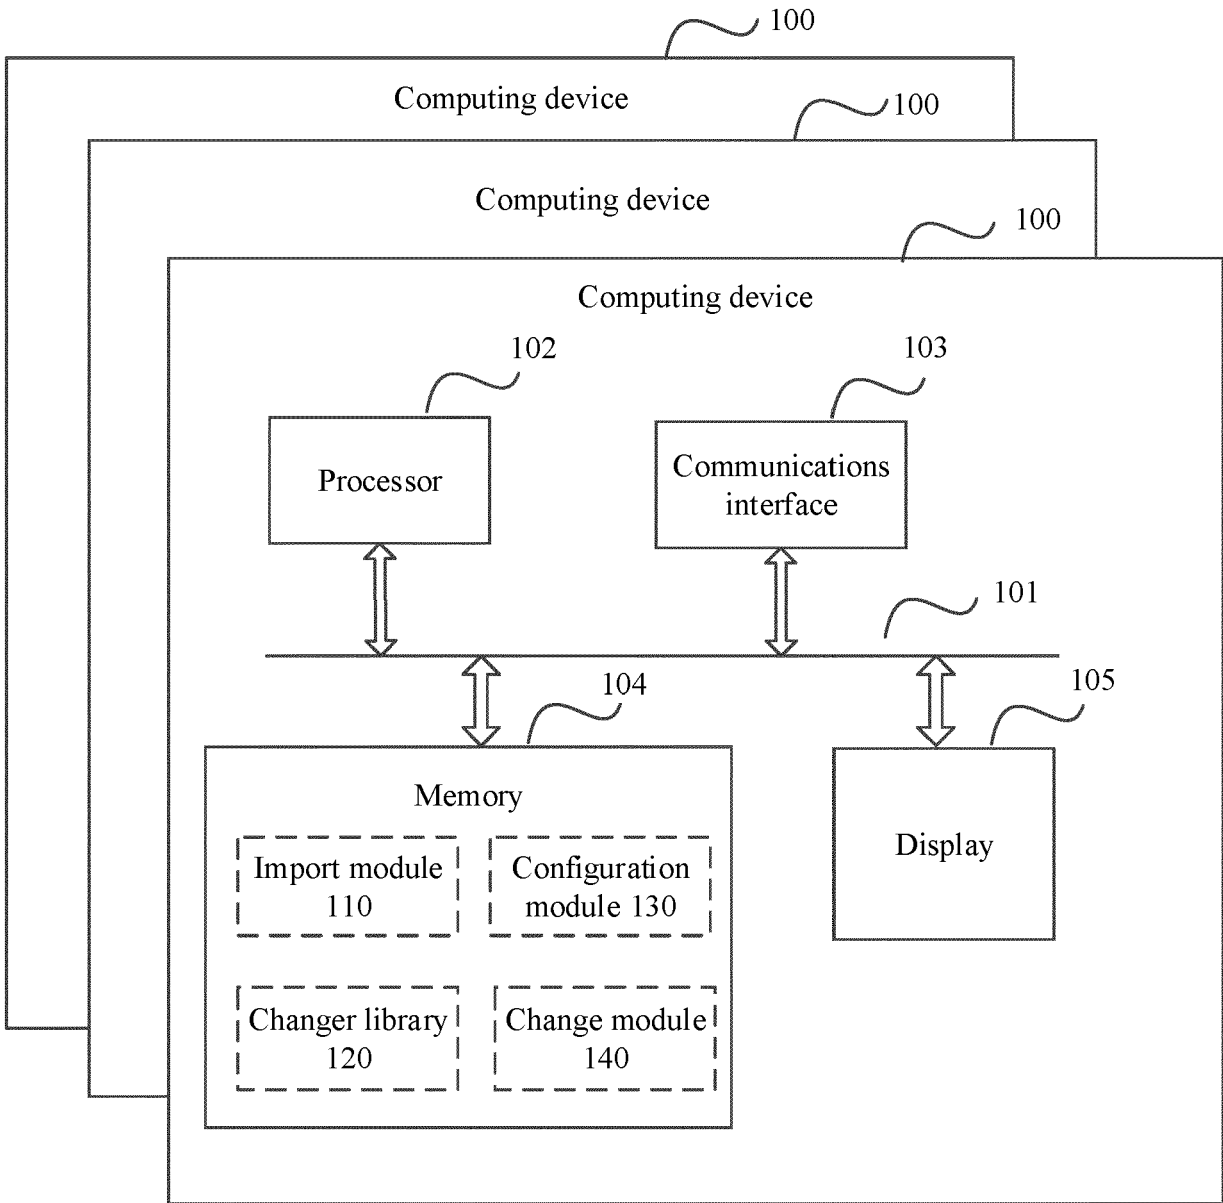 100
Computing device
100
Computing device
100
Computing device
102
103
Processor
Communications
interface
101
104
105
Memory
Import module
110
Configuration
module 130
Display
Changer library
120
Change module
140